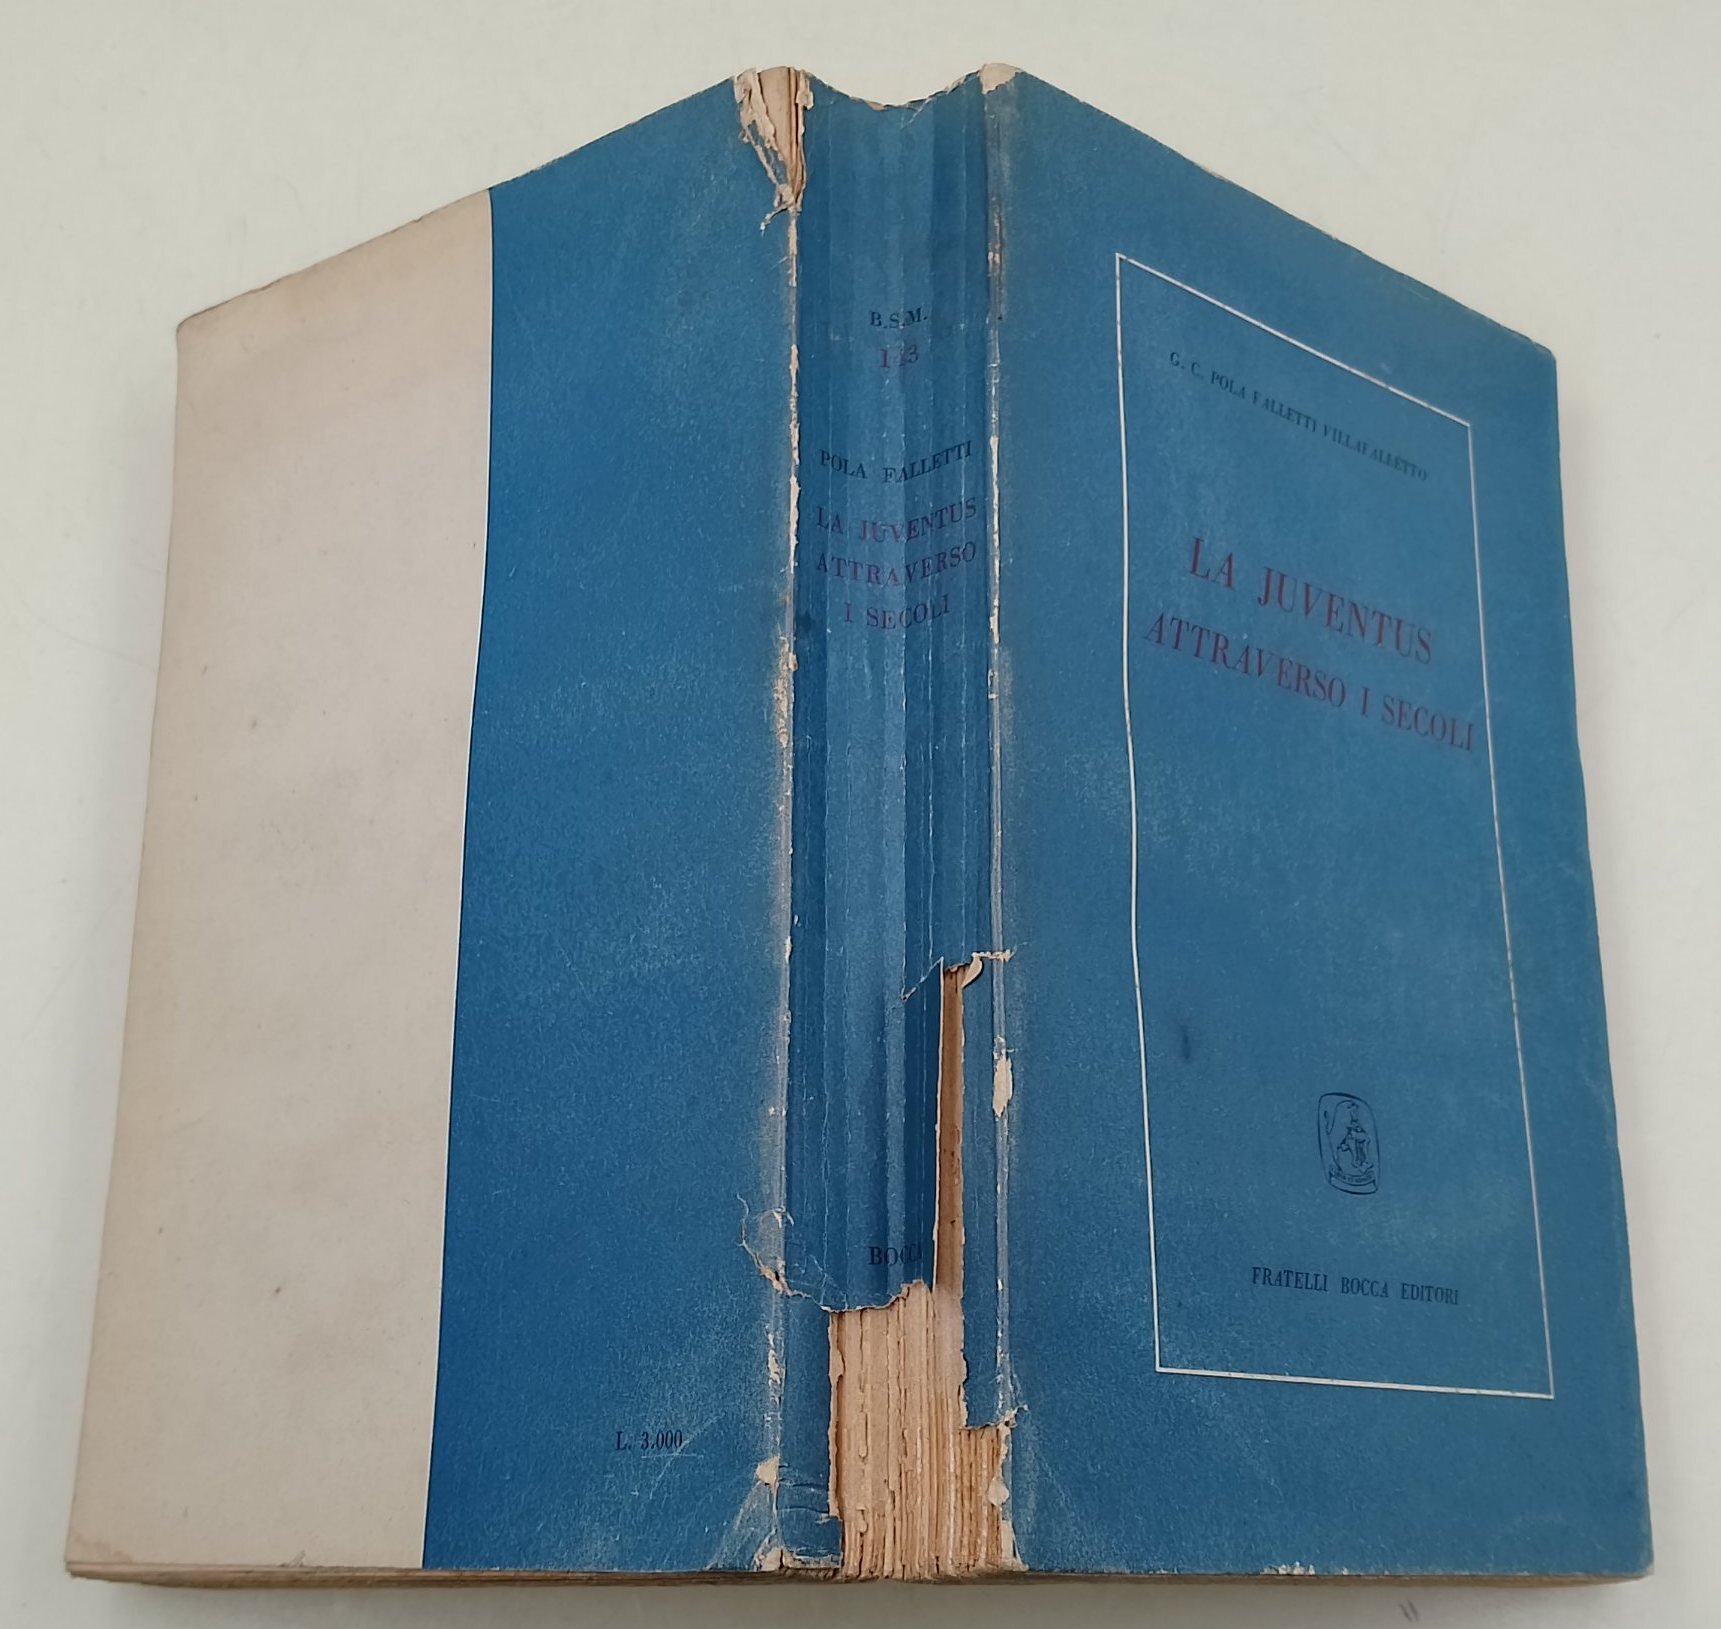 L. 3.000
B.S.M.
POLA FALLETTI
LA JUVENTUS
ATTRAVERSO
I SECOLI
BOCCA
G. C. POLA FALLETTI VILLAFALLETTO
LA JUVENTUS
ATTRAVERSO I SECOLI
FRATELLI BOCCA EDITORI